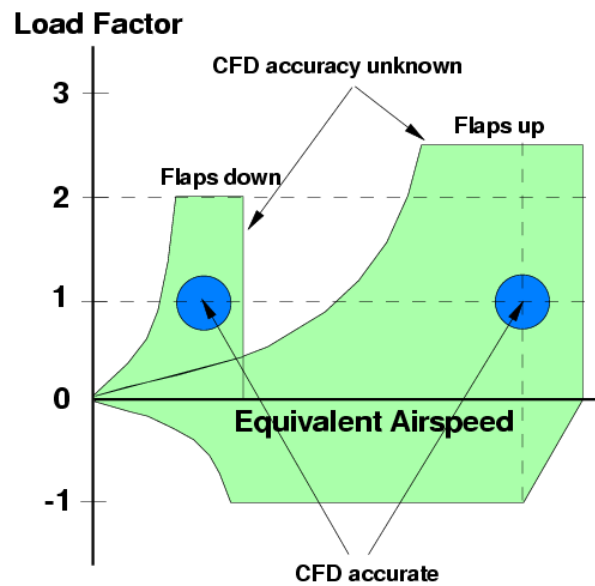 Load Factor
CFD accuracy unknown
3
Flaps up
Flaps down
2
1
0
Equivalent Airspeed
-1
CFD accurate